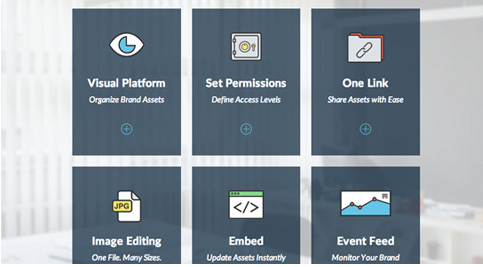 Visual Platform
Organize Brand Assets
Set Permissions
Define Access Levels
One Link
Share Assets with Ease
JPG
Image Editing
One File. Many Sizes.
</>
Embed
Update Assets Instantly
Event Feed
Monitor Your Brand